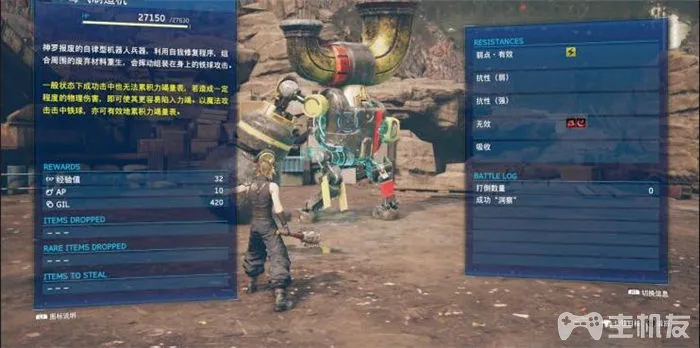 HP 27150 / 27630
神罗报废的自律型机器人兵器。利用自我修复程序,组
合周围的废弃材料重生,会挥动组装在身上的铁球攻击。
一般状态下成功击中也无法累积力竭量表,若造成一定
程度的物理伤害,即可使其更容易陷入力竭。以魔法攻
击击中铁球,亦可有效地累积力竭量表。
REWARDS
EXP 经验值 32
AP AP 10
GIL 420
ITEMS DROPPED
– – –
RARE ITEMS DROPPED
– – –
ITEMS TO STEAL
– – –
图标说明
RESISTANCES
弱点·有效
抗性(弱)
抗性(强)
无效
吸收
BATTLE LOG
打倒数量 0
成功“洞察”
切换信息
主机友